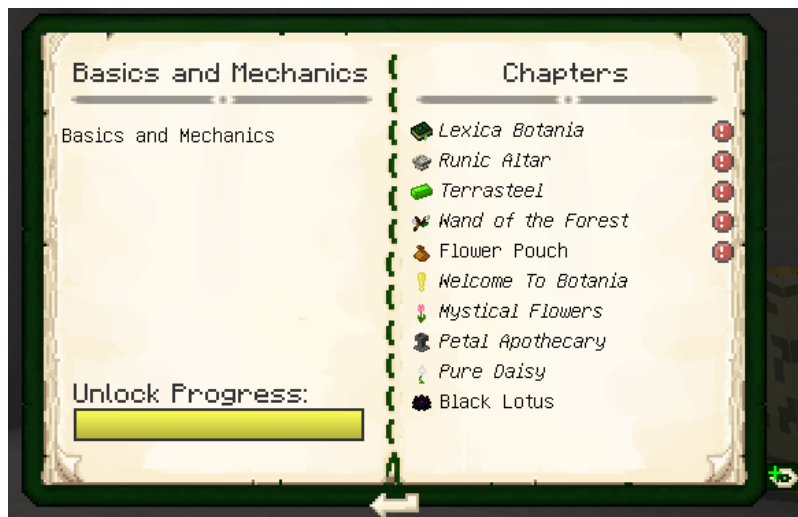 Basics and Mechanics
Basics and Mechanics
Unlock Progress:
Chapters
Lexica Botania
Runic Altar
Terrasteel
Wand of the Forest
Flower Pouch
Welcome To Botania
Mystical Flowers
Petal Apothecary
Pure Daisy
Black Lotus